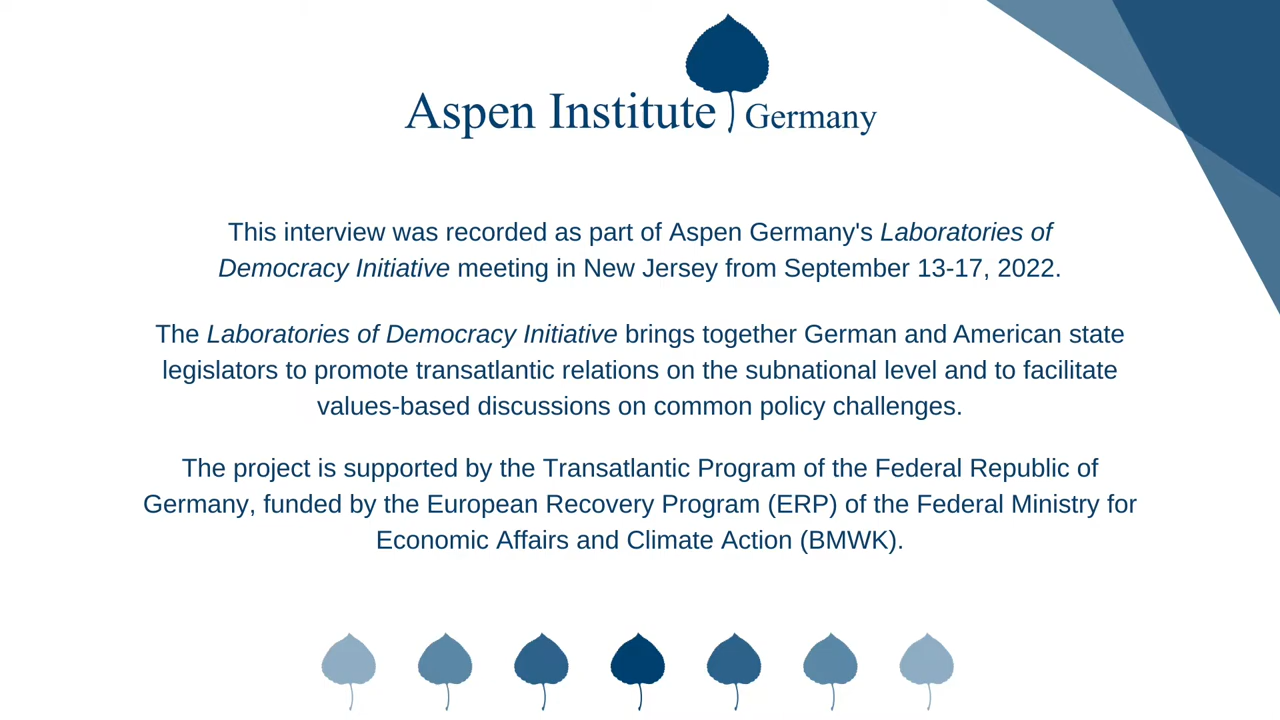 Aspen Institute Germany
This interview was recorded as part of Aspen Germany's Laboratories of
Democracy Initiative meeting in New Jersey from September 13-17, 2022.
The Laboratories of Democracy Initiative brings together German and American state
legislators to promote transatlantic relations on the subnational level and to facilitate
values-based discussions on common policy challenges.
The project is supported by the Transatlantic Program of the Federal Republic of
Germany, funded by the European Recovery Program (ERP) of the Federal Ministry for
Economic Affairs and Climate Action (BMWK).